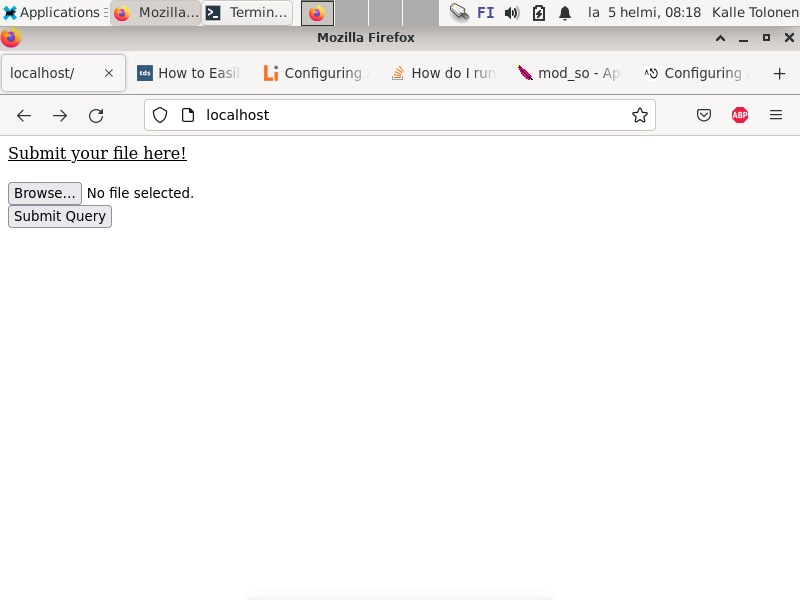 Applications Mozilla... Termin... FI la 5 helmi, 08:18 Kalle Tolonen
Mozilla Firefox
localhost/ tds How to Easil Li Configuring How do I run mod_so - Ap Configuring
localhost ABP
Submit your file here!
Browse... No file selected.
Submit Query